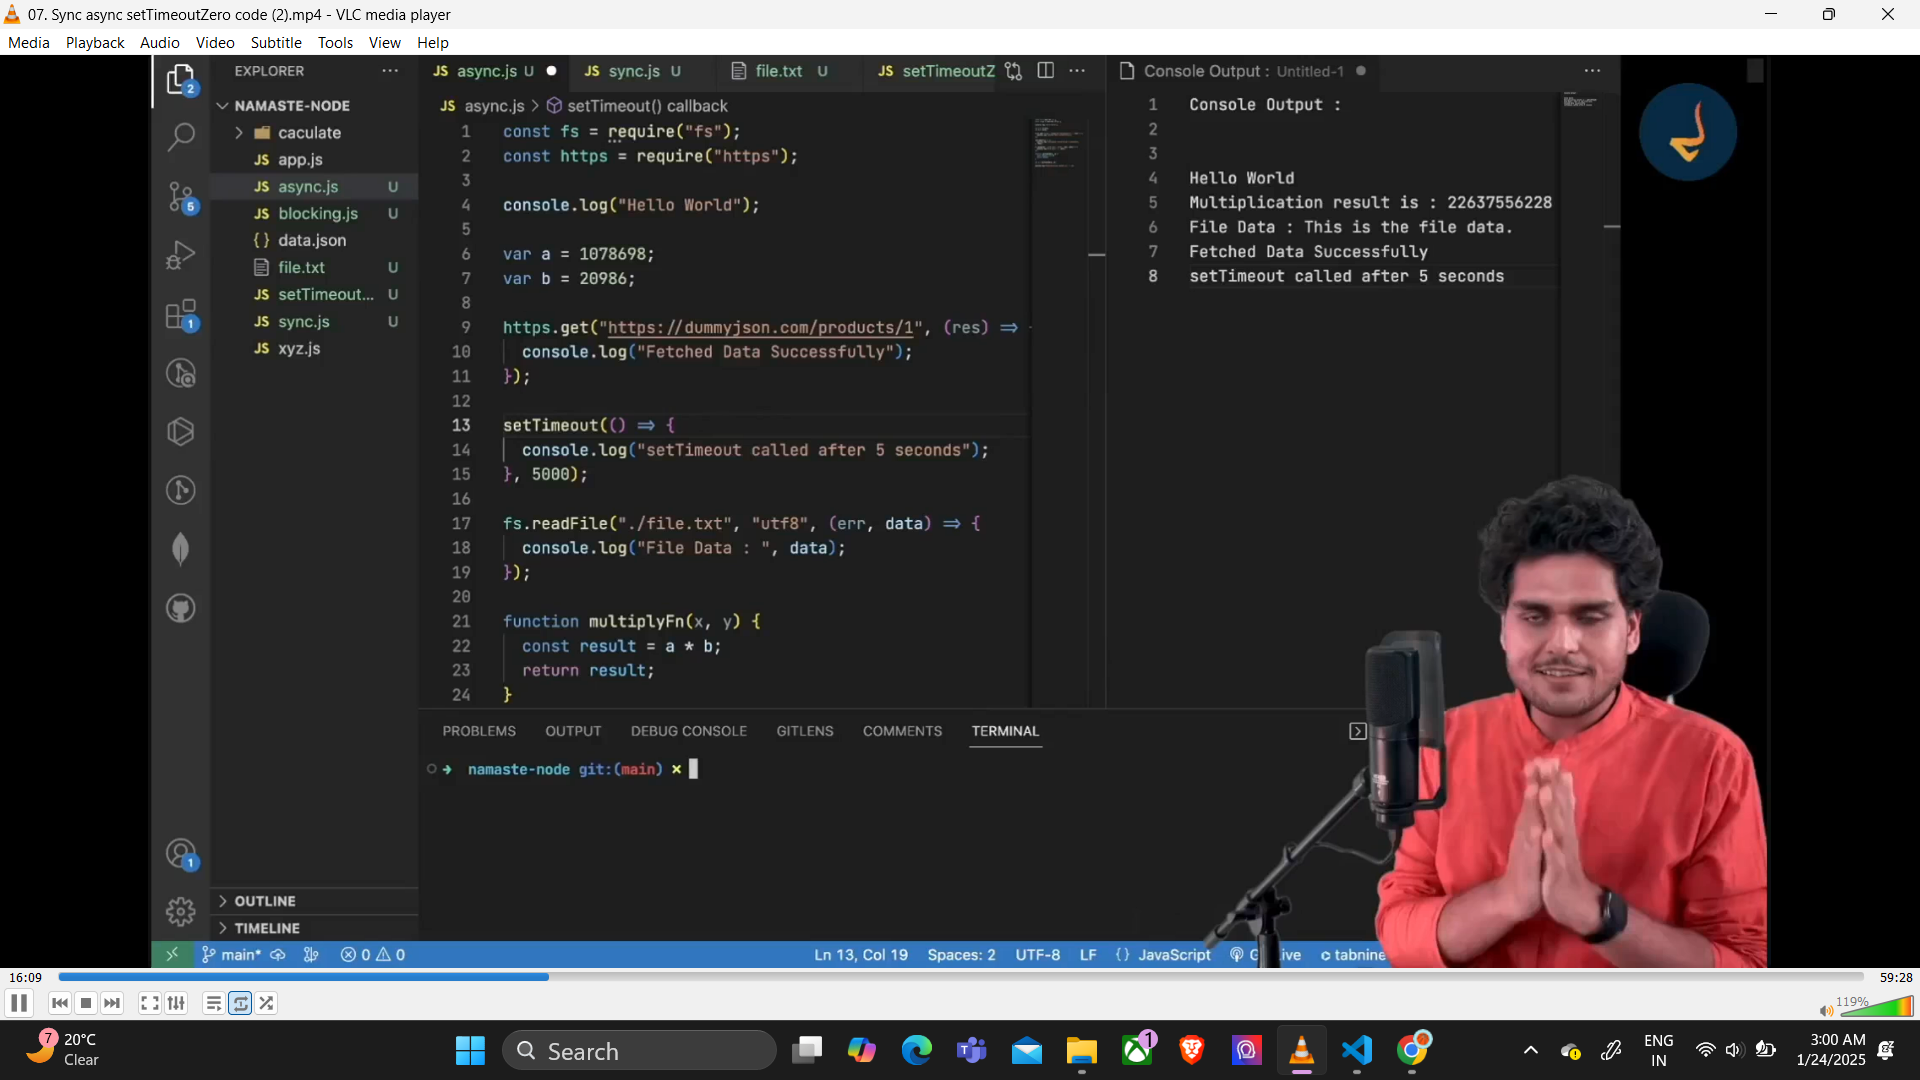 07. Sync async setTimeoutZero code (2).mp4 - VLC media player
Media Playback Audio Video Subtitle Tools View Help
EXPLORER
NAMASTE-NODE
caculate
JS app.js
JS async.js U
JS blocking.js U
{} data.json
file.txt U
JS setTimeout... U
JS sync.js U
JS xyz.js
OUTLINE
TIMELINE
2
5
1
1
JS async.js U
JS sync.js U
file.txt U
JS setTimeoutZ
JS async.js > setTimeout() callback
1 const fs = require("fs");
2 const https = require("https");
3
4 console.log("Hello World");
5
6 var a = 1078698;
7 var b = 20986;
8
9 https.get("https://dummyjson.com/products/1", (res) =>
10 console.log("Fetched Data Successfully");
11 });
12
13 setTimeout(() => {
14 console.log("setTimeout called after 5 seconds");
15 }, 5000);
16
17 fs.readFile("./file.txt", "utf8", (err, data) => {
18 console.log("File Data : ", data);
19 });
20
21 function multiplyFn(x, y) {
22 const result = a * b;
23 return result;
24 }
Console Output : Untitled-1
1 Console Output :
2
3
4 Hello World
5 Multiplication result is : 22637556228
6 File Data : This is the file data.
7 Fetched Data Successfully
8 setTimeout called after 5 seconds
PROBLEMS OUTPUT DEBUG CONSOLE GITLENS COMMENTS TERMINAL
namaste-node git:(main) ×
main* 0 0 Ln 13, Col 19 Spaces: 2 UTF-8 LF {} JavaScript Live tabnine
16:09 59:28
119%
7
20°C
Clear
Search
1
ENG
IN
3:00 AM
1/24/2025